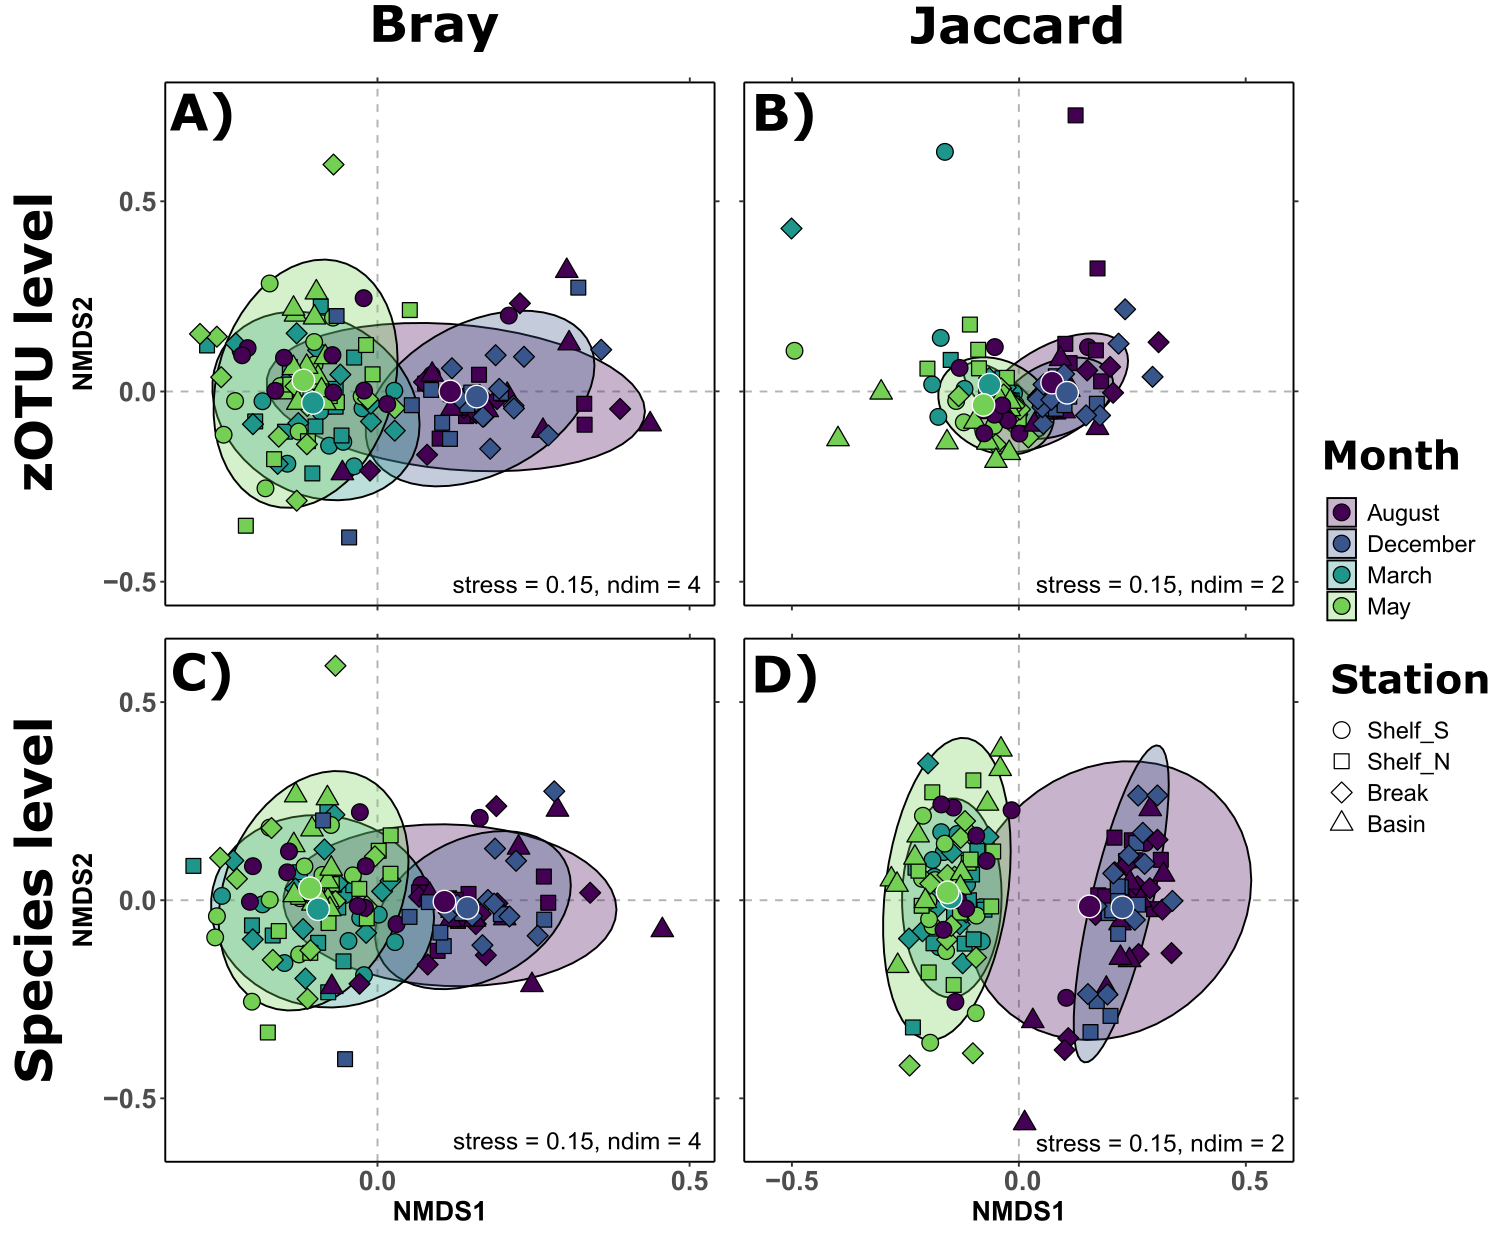 Bray
Jaccard
A)
B)
zOTU level
NMDS2
0.5
0.0
−0.5
stress = 0.15, ndim = 4
stress = 0.15, ndim = 2
Month
August
December
March
May
C)
D)
Species level
NMDS2
0.5
0.0
−0.5
stress = 0.15, ndim = 4
stress = 0.15, ndim = 2
Station
Shelf_S
Shelf_N
Break
Basin
0.0
0.5
−0.5
0.0
0.5
NMDS1
NMDS1